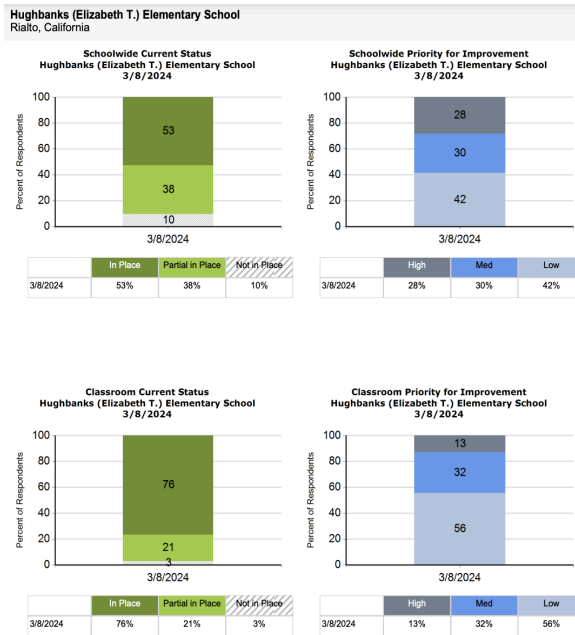 Hughbanks (Elizabeth T.) Elementary School
Rialto, California
Schoolwide Current Status
Hughbanks (Elizabeth T.) Elementary School
3/8/2024
Percent of Respondents
100
80
60
40
20
0
53
38
10
3/8/2024
In Place Partial in Place Not in Place
3/8/2024 53% 38% 10%
Schoolwide Priority for Improvement
Hughbanks (Elizabeth T.) Elementary School
3/8/2024
Percent of Respondents
100
80
60
40
20
0
28
30
42
3/8/2024
High Med Low
3/8/2024 28% 30% 42%
Classroom Current Status
Hughbanks (Elizabeth T.) Elementary School
3/8/2024
Percent of Respondents
100
80
60
40
20
0
76
21
3
3/8/2024
In Place Partial in Place Not in Place
3/8/2024 76% 21% 3%
Classroom Priority for Improvement
Hughbanks (Elizabeth T.) Elementary School
3/8/2024
Percent of Respondents
100
80
60
40
20
0
13
32
56
3/8/2024
High Med Low
3/8/2024 13% 32% 56%